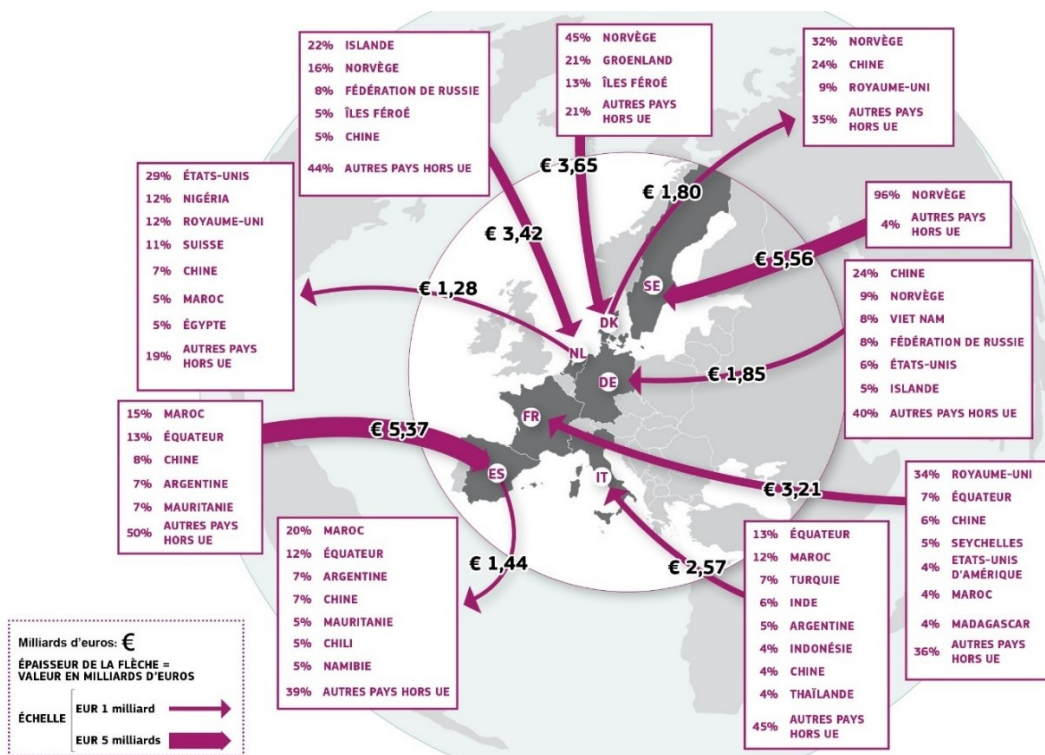 22% ISLANDE
16% NORVÈGE
8% FÉDÉRATION DE RUSSIE
5% ÎLES FÉROÉ
5% CHINE
44% AUTRES PAYS HORS UE
45% NORVÈGE
21% GROENLAND
13% ÎLES FÉROÉ
21% AUTRES PAYS
HORS UE
32% NORVÈGE
24% CHINE
9% ROYAUME-UNI
35% AUTRES PAYS
HORS UE
€ 3,65
€ 1,80
29% ÉTATS-UNIS
12% NIGÉRIA
12% ROYAUME-UNI
11% SUISSE
7% CHINE
5% MAROC
5% ÉGYPTE
19% AUTRES PAYS
HORS UE
€ 3,42
€ 1,28
96% NORVÈGE
4% AUTRES PAYS
HORS UE
€ 5,56
SE
DK
NL
DE
FR
ES
IT
24% CHINE
9% NORVÈGE
8% VIET NAM
8% FÉDÉRATION DE RUSSIE
6% ÉTATS-UNIS
5% ISLANDE
40% AUTRES PAYS HORS UE
€ 1,85
15% MAROC
13% ÉQUATEUR
8% CHINE
7% ARGENTINE
7% MAURITANIE
50% AUTRES PAYS
HORS UE
€ 5,37
€ 3,21
34% ROYAUME-UNI
7% ÉQUATEUR
6% CHINE
5% SEYCHELLES
4% ETATS-UNIS
D'AMÉRIQUE
4% MAROC
4% MADAGASCAR
36% AUTRES PAYS
HORS UE
20% MAROC
12% ÉQUATEUR
7% ARGENTINE
7% CHINE
5% MAURITANIE
5% CHILI
5% NAMIBIE
39% AUTRES PAYS HORS UE
€ 1,44
€ 2,57
13% ÉQUATEUR
12% MAROC
7% TURQUIE
6% INDE
5% ARGENTINE
4% INDONÉSIE
4% CHINE
4% THAÏLANDE
45% AUTRES PAYS
HORS UE
Milliards d'euros: €
ÉPAISSEUR DE LA FLÈCHE =
VALEUR EN MILLIARDS D'EUROS
ÉCHELLE
EUR 1 milliard
EUR 5 milliards